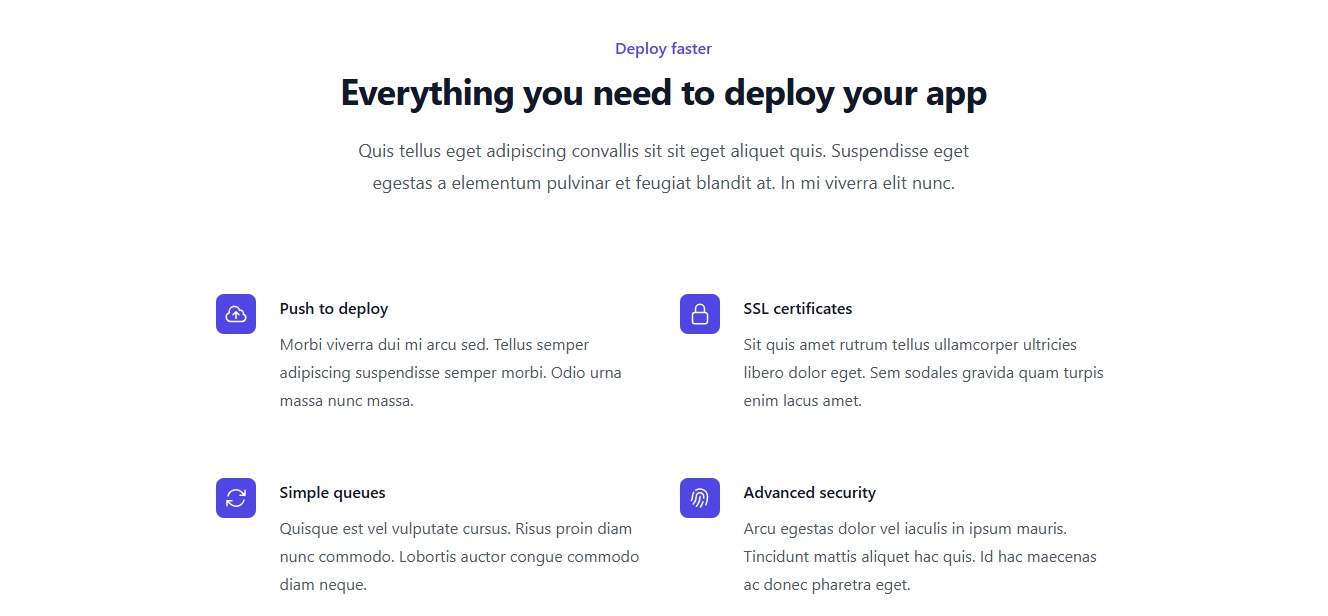 Deploy faster
Everything you need to deploy your app
Quis tellus eget adipiscing convallis sit sit eget aliquet quis. Suspendisse eget
egestas a elementum pulvinar et feugiat blandit at. In mi viverra elit nunc.
Push to deploy
Morbi viverra dui mi arcu sed. Tellus semper
adipiscing suspendisse semper morbi. Odio urna
massa nunc massa.
SSL certificates
Sit quis amet rutrum tellus ullamcorper ultricies
libero dolor eget. Sem sodales gravida quam turpis
enim lacus amet.
Simple queues
Quisque est vel vulputate cursus. Risus proin diam
nunc commodo. Lobortis auctor congue commodo
diam neque.
Advanced security
Arcu egestas dolor vel iaculis in ipsum mauris.
Tincidunt mattis aliquet hac quis. Id hac maecenas
ac donec pharetra eget.